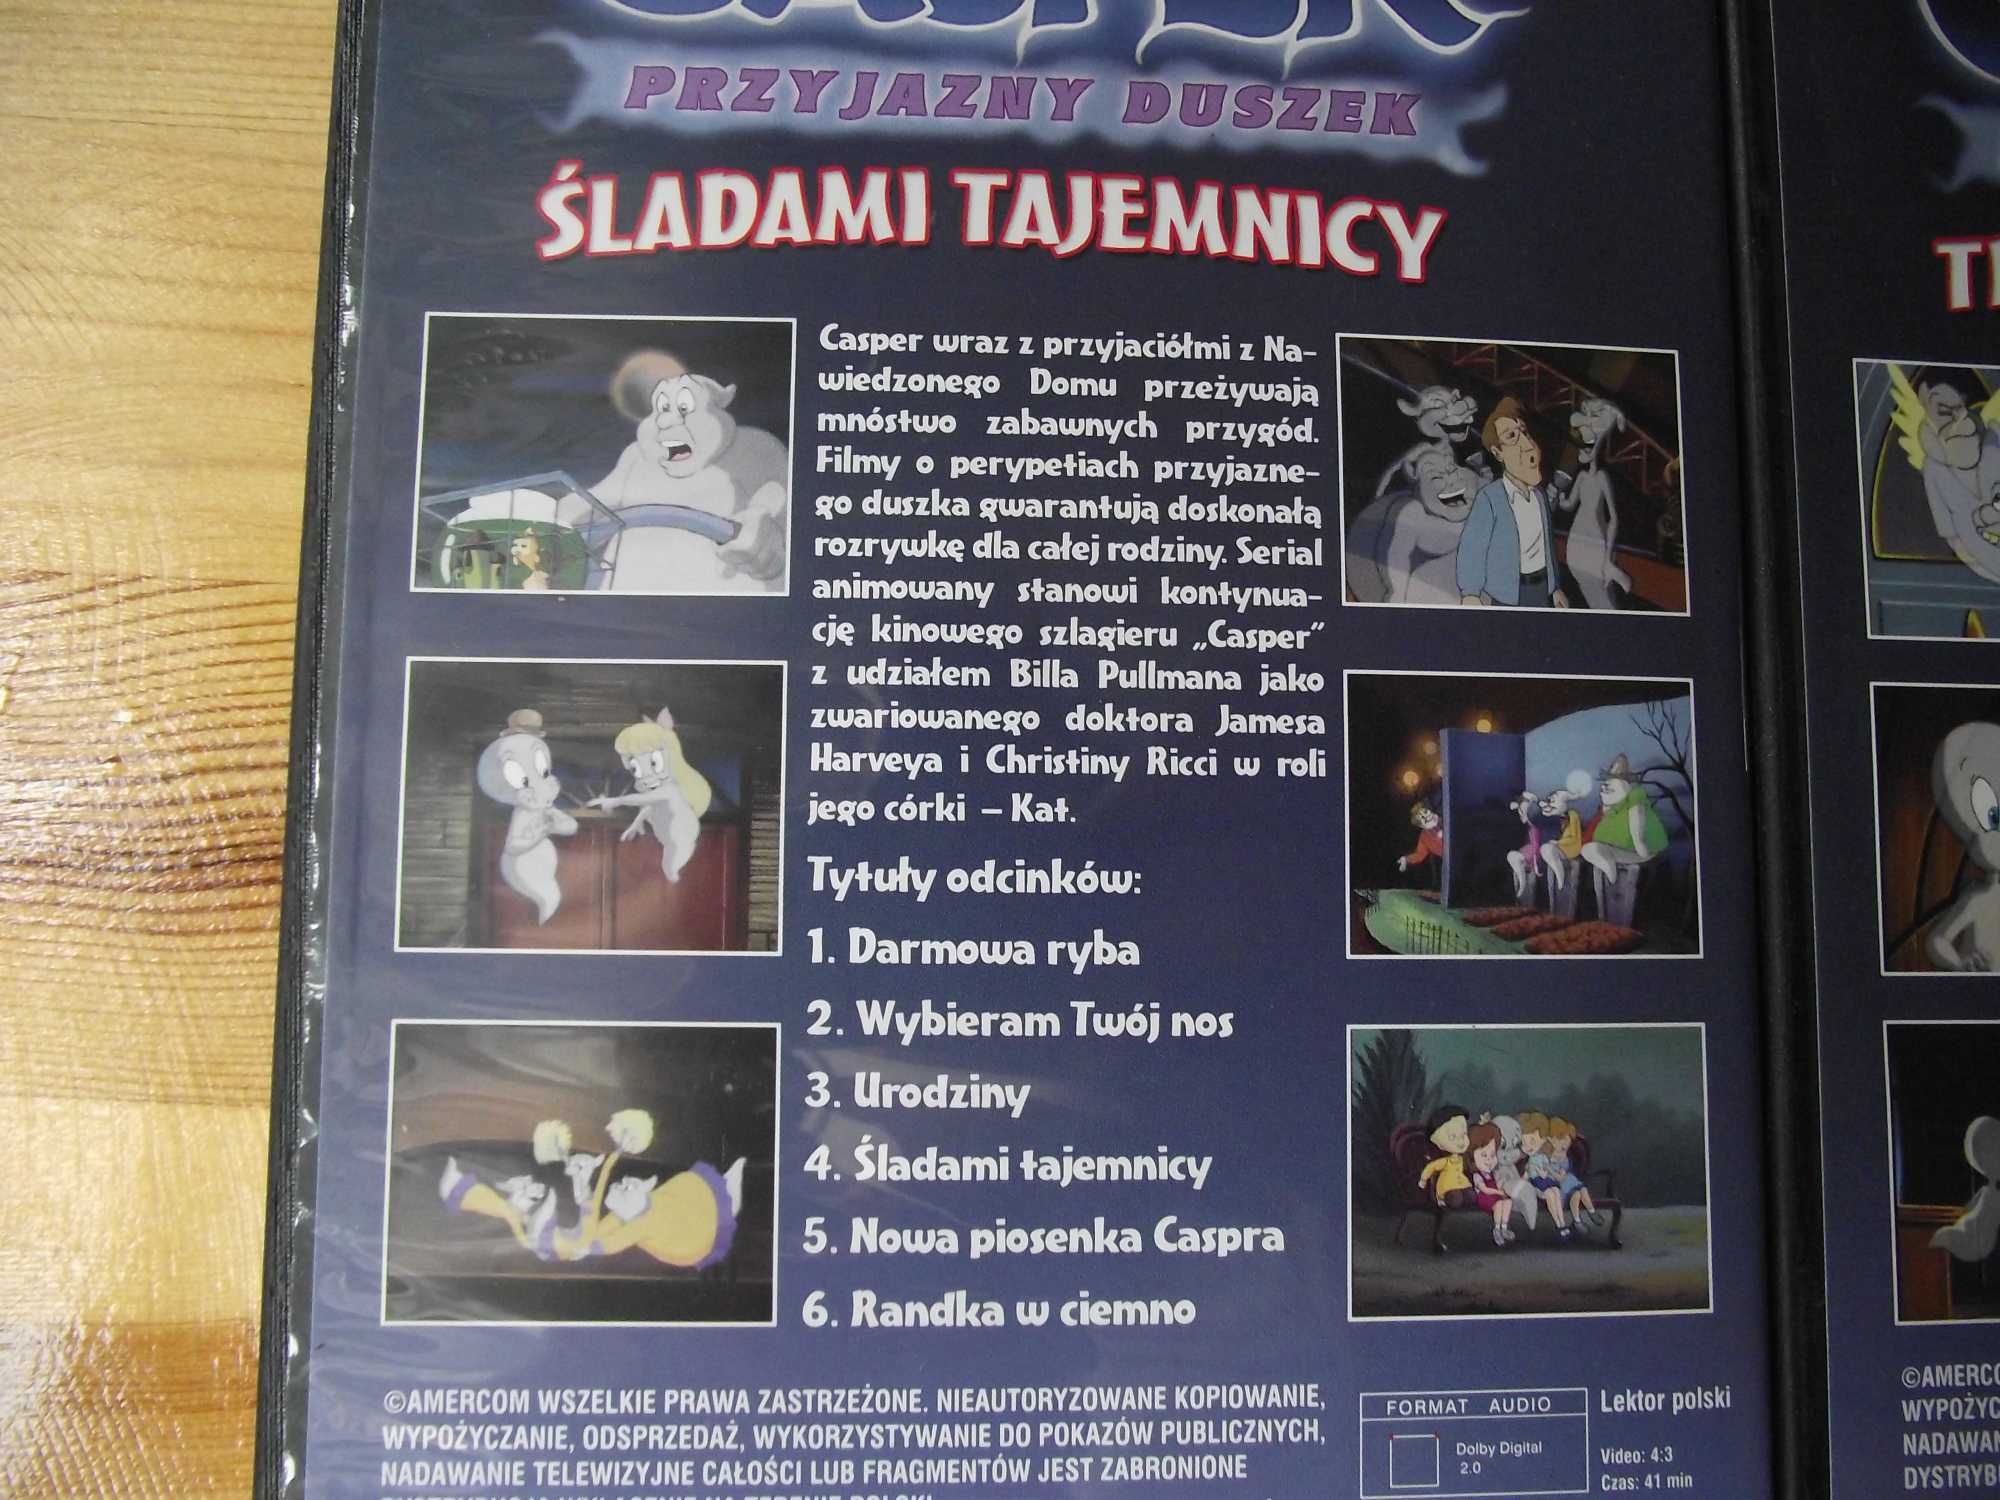 CASPER
PRZYJAZNY DUSZEK
ŚLADAMI TAJEMNICY
Casper wraz z przyjaciółmi z Na-
wiedzonego Domu przeżywają
mnóstwo zabawnych przygód.
Filmy o perypetiach przyjazne-
go duszka gwarantują doskonałą
rozrywkę dla całej rodziny. Serial
animowany stanowi kontynua-
cję kinowego szlagieru „Casper”
z udziałem Billa Pullmana jako
zwariowanego doktora Jamesa
Harveya i Christiny Ricci w roli
jego córki – Kat.
Tytuły odcinków:
1. Darmowa ryba
2. Wybieram Twój nos
3. Urodziny
4. Śladami tajemnicy
5. Nowa piosenka Caspra
6. Randka w ciemno
©AMERCOM WSZELKIE PRAWA ZASTRZEŻONE. NIEAUTORYZOWANE KOPIOWANIE,
WYPOŻYCZANIE, ODSPRZEDAŻ, WYKORZYSTYWANIE DO POKAZÓW PUBLICZNYCH,
NADAWANIE TELEWIZYJNE CAŁOŚCI LUB FRAGMENTÓW JEST ZABRONIONE
FORMAT AUDIO
Dolby Digital
2.0
Lektor polski
Video: 4:3
Czas: 41 min
©AMERC
WYPOŻYC
NADAWAN
DYSTRYB